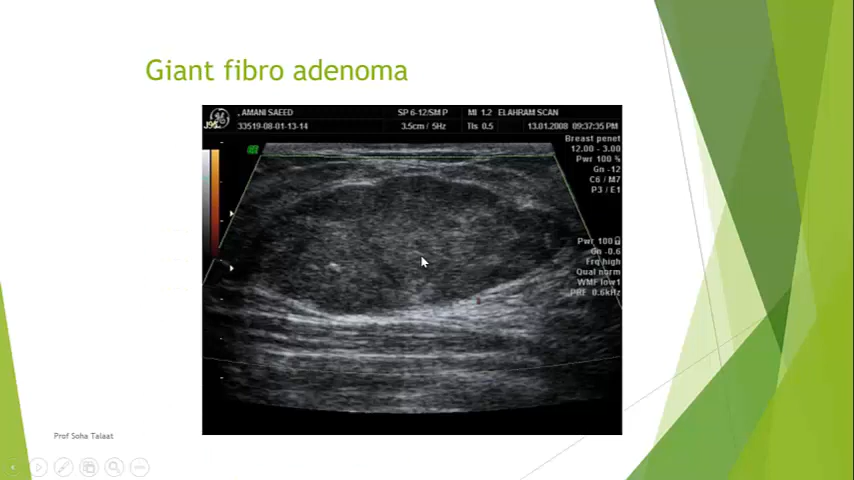 Giant fibro adenoma
, AMANI SAEED
SP 6-12/SM P
MI 1.2
ELAHRAM SCAN
33519-08-01-13-14
3.5cm / 5Hz
TIs 0.5
13.01.2008 09:37:35 PM
Breast penet
12.00 - 3.00
Pwr 100 %
Gn -12
C6 / M7
P3 / E1
Pwr 100
Gn -0.6
Frq high
Qual norm
WMF low1
PRF 0.6kHz
Prof Soha Talaat